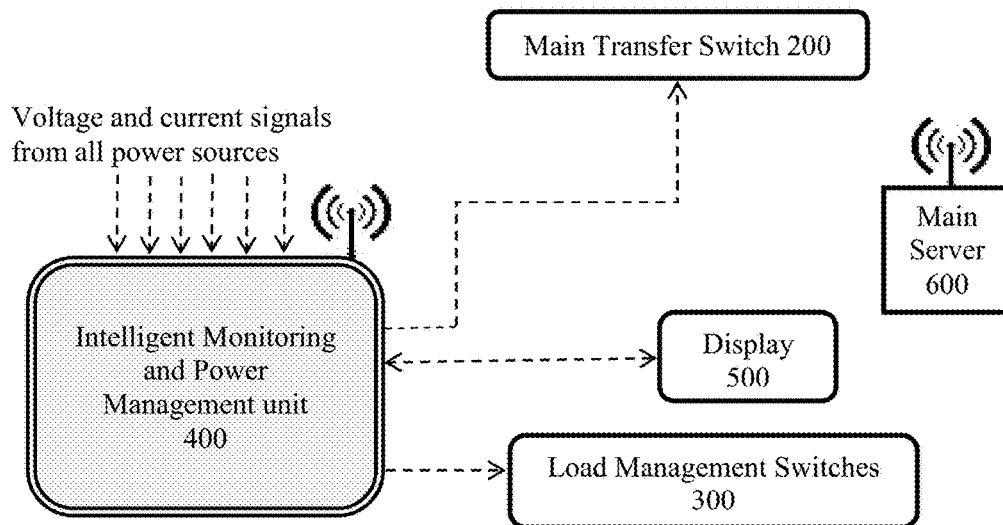 Main Transfer Switch 200
Voltage and current signals
from all power sources
Main
Server
600
Intelligent Monitoring
and Power
Management unit
400
Display
500
Load Management Switches
300